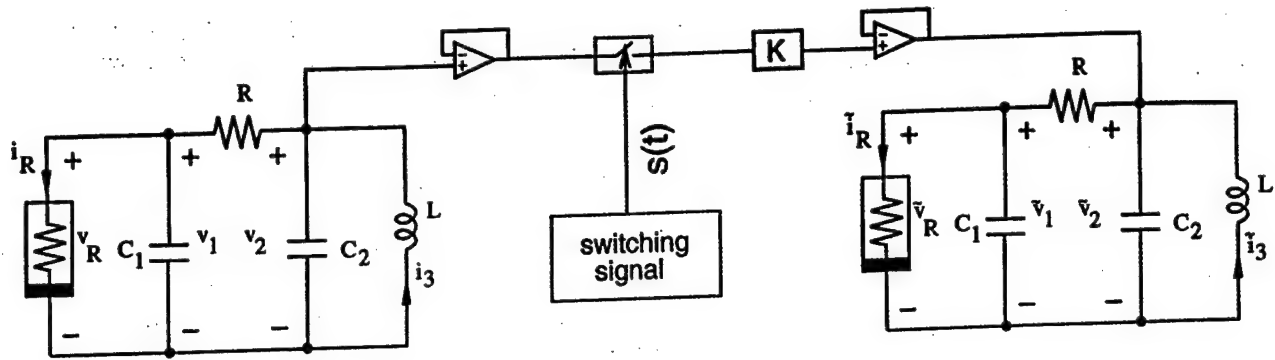 K
R
R
s(t)
i_R
+
+
+
v_R
C_1
v_1
v_2
C_2
L
i_3
−
−
−
switching
signal
ĩ_R
+
+
+
ṽ_R
C_1
ṽ_1
ṽ_2
C_2
L
ĩ_3
−
−
−